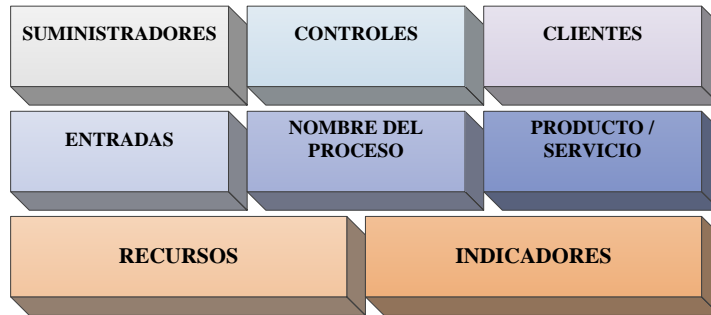 SUMINISTRADORES
CONTROLES
CLIENTES
ENTRADAS
NOMBRE DEL
PROCESO
PRODUCTO /
SERVICIO
RECURSOS
INDICADORES